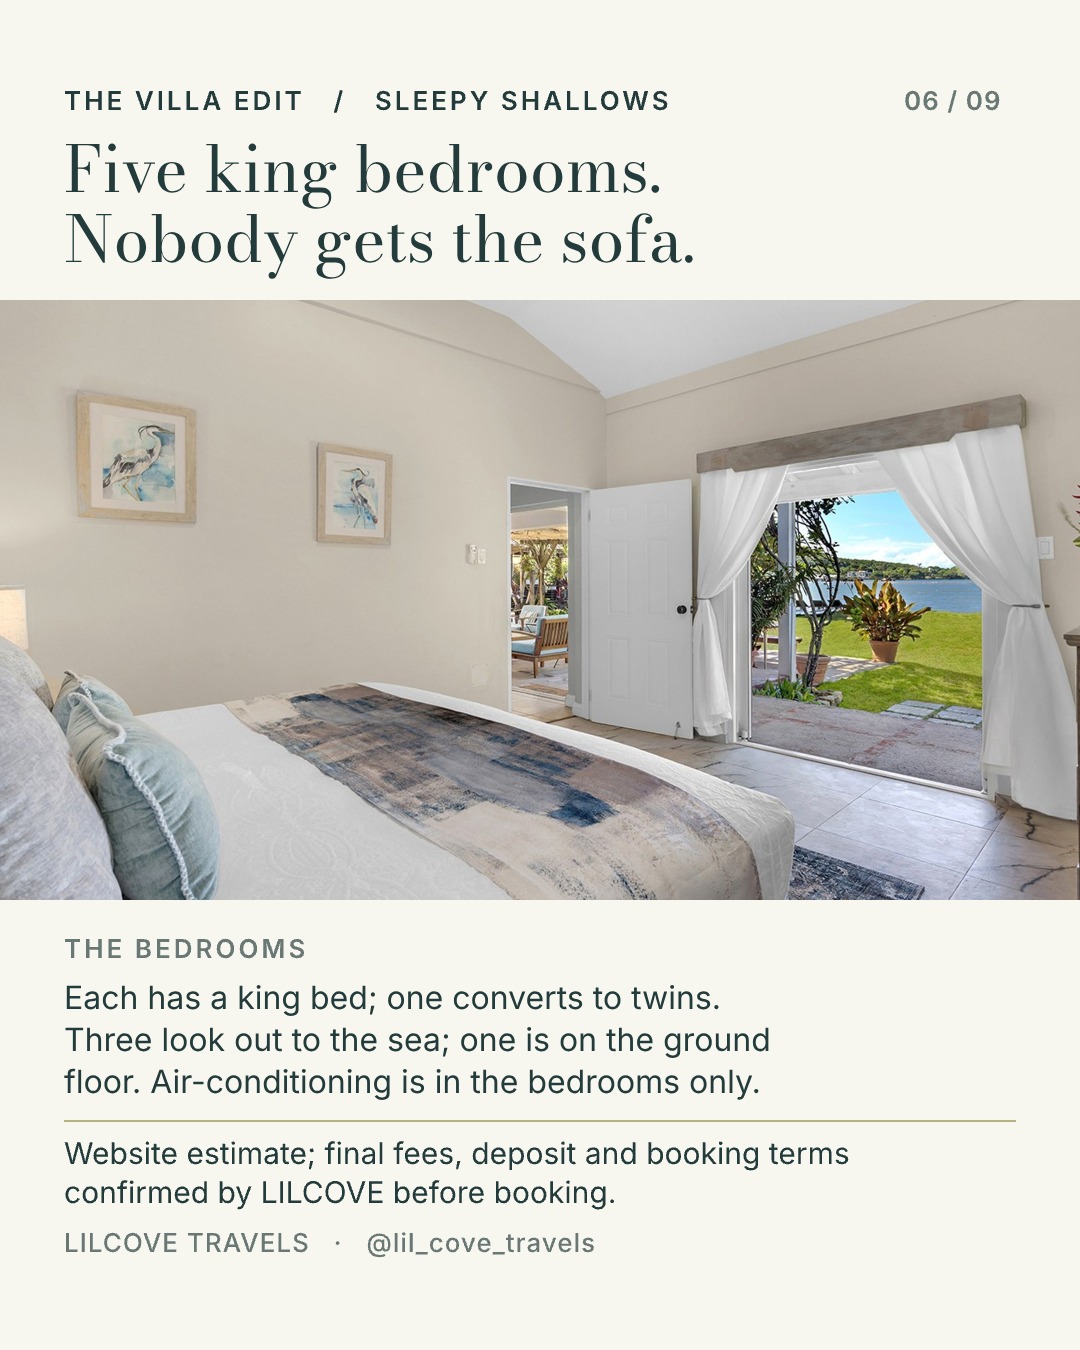 THE VILLA EDIT / SLEEPY SHALLOWS 06 / 09
Five king bedrooms.
Nobody gets the sofa.
THE BEDROOMS
Each has a king bed; one converts to twins.
Three look out to the sea; one is on the ground
floor. Air-conditioning is in the bedrooms only.
Website estimate; final fees, deposit and booking terms
confirmed by LILCOVE before booking.
LILCOVE TRAVELS · @lil_cove_travels